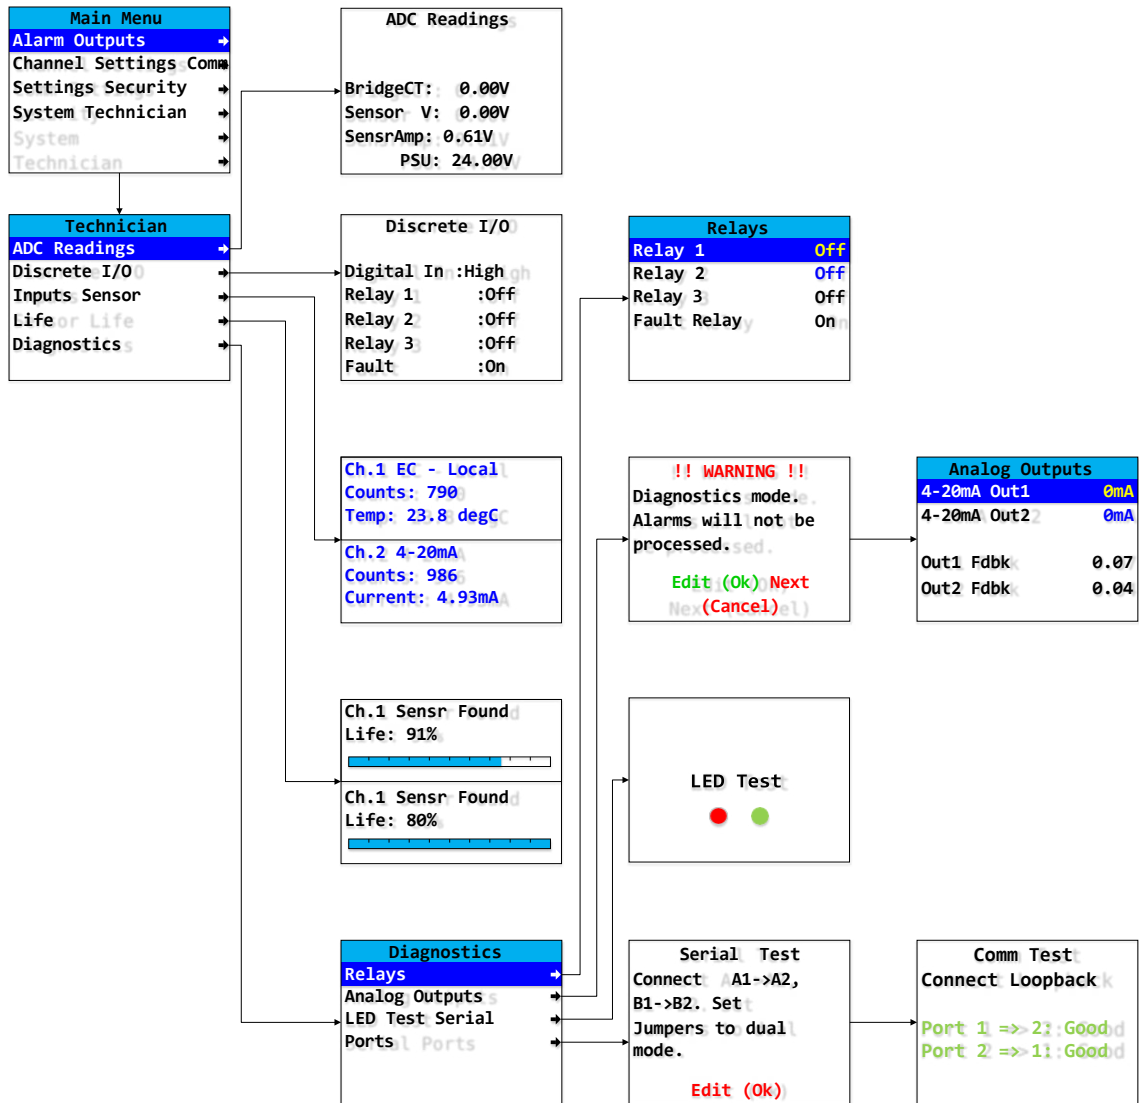 Main Menu
Alarm Outputs
Channel Settings Comm
Settings Security
System Technician
System
Technician
ADC Readings
BridgeCT: 0.00V
Sensor V: 0.00V
SensrAmp: 0.61V
PSU: 24.00V
Technician
ADC Readings
Discrete I/O
Inputs Sensor
Life
Diagnostics
Discrete I/O
Digital In :High
Relay 1 :Off
Relay 2 :Off
Relay 3 :Off
Fault :On
Relays
Relay 1 Off
Relay 2 Off
Relay 3 Off
Fault Relay On
Ch.1 EC - Local
Counts: 790
Temp: 23.8 degC
Ch.2 4-20mA
Counts: 986
Current: 4.93mA
!! WARNING !!
Diagnostics mode.
Alarms will not be
processed.
Edit (Ok) Next
(Cancel)
Analog Outputs
4-20mA Out1 0mA
4-20mA Out2 0mA
Out1 Fdbk 0.07
Out2 Fdbk 0.04
Ch.1 Sensr Found
Life: 91%
Ch.1 Sensr Found
Life: 80%
LED Test
Diagnostics
Relays
Analog Outputs
LED Test Serial
Ports
Serial Test
Connect A1->A2,
B1->B2. Set
Jumpers to dual
mode.
Edit (Ok)
Comm Test
Connect Loopback
Port 1 => 2: Good
Port 2 => 1: Good